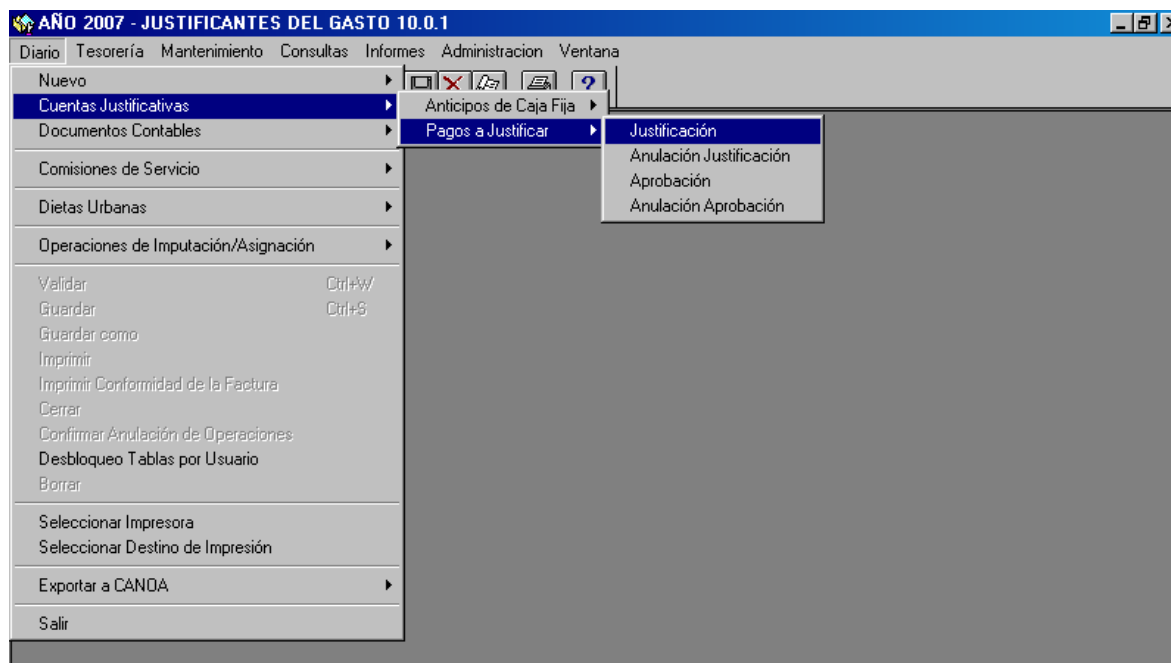 AÑO 2007 - JUSTIFICANTES DEL GASTO 10.0.1
Diario Tesorería Mantenimiento Consultas Informes Administracion Ventana
Nuevo
Cuentas Justificativas
Documentos Contables
Comisiones de Servicio
Dietas Urbanas
Operaciones de Imputación/Asignación
Validar Ctrl+W
Guardar Ctrl+S
Guardar como
Imprimir
Imprimir Conformidad de la Factura
Cerrar
Confirmar Anulación de Operaciones
Desbloqueo Tablas por Usuario
Borrar
Seleccionar Impresora
Seleccionar Destino de Impresión
Exportar a CANOA
Salir
Anticipos de Caja Fija
Pagos a Justificar
Justificación
Anulación Justificación
Aprobación
Anulación Aprobación